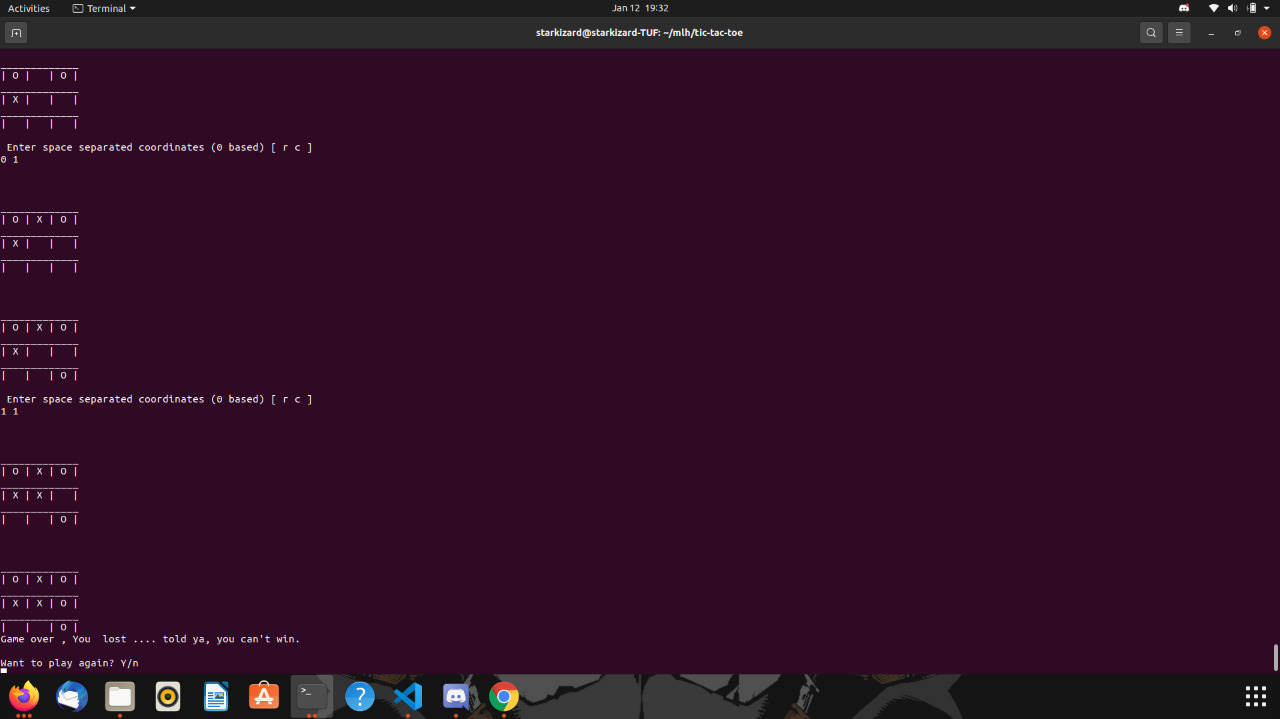 Activities Terminal Jan 12 19:32
starkizard@starkizard-TUF: ~/mlh/tic-tac-toe
_____________
| O |   | O |
_____________
| X |   |   |
_____________
|   |   |   |
 Enter space separated coordinates (0 based) [ r c ]
0 1
_____________
| O | X | O |
_____________
| X |   |   |
_____________
|   |   |   |
_____________
| O | X | O |
_____________
| X |   |   |
_____________
|   |   | O |
 Enter space separated coordinates (0 based) [ r c ]
1 1
_____________
| O | X | O |
_____________
| X | X |   |
_____________
|   |   | O |
_____________
| O | X | O |
_____________
| X | X | O |
_____________
|   |   | O |
Game over , You  lost .... told ya, you can't win.
Want to play again? Y/n